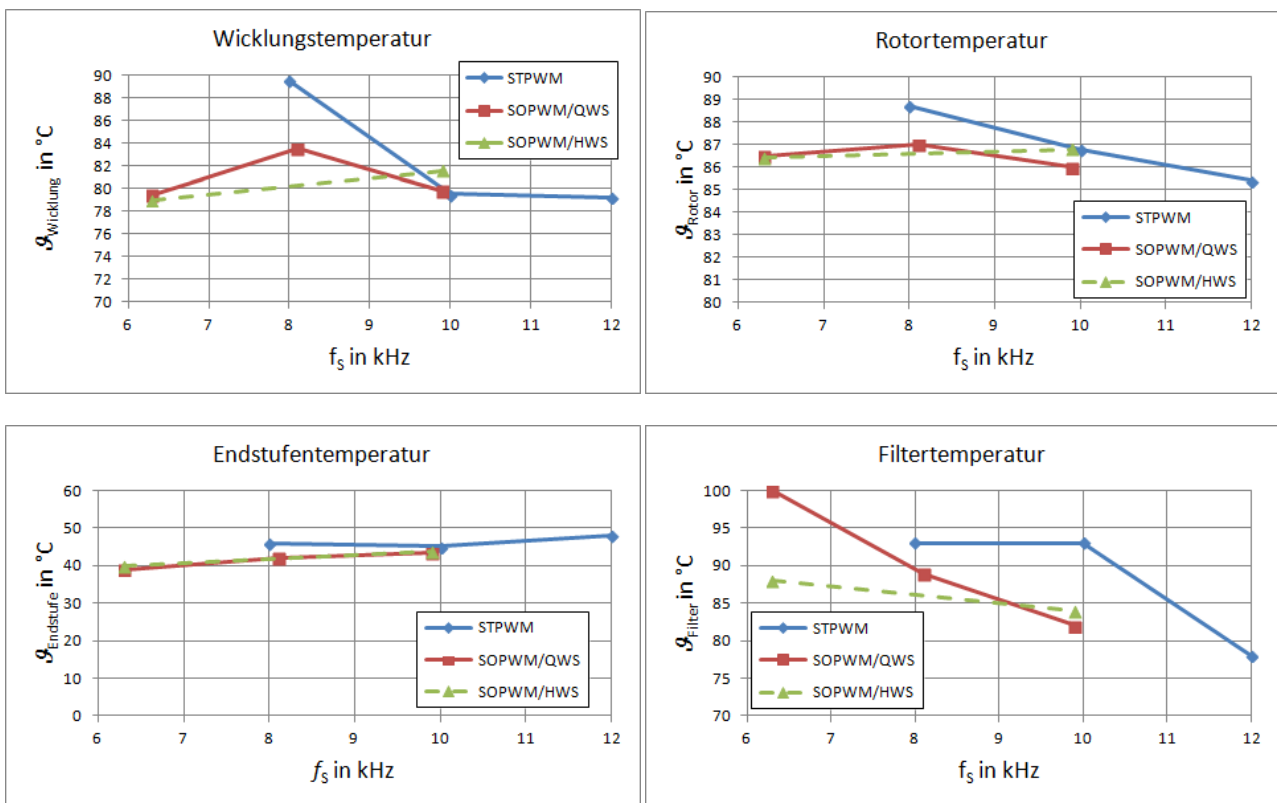 Wicklungstemperatur
90
88
86
84
82
80
78
76
74
72
70
6 7 8 9 10 11 12
ϑWicklung in °C
f_S in kHz
STPWM
SOPWM/QWS
SOPWM/HWS
Rotortemperatur
90
89
88
87
86
85
84
83
82
81
80
6 7 8 9 10 11 12
ϑRotor in °C
f_S in kHz
STPWM
SOPWM/QWS
SOPWM/HWS
Endstufentemperatur
60
50
40
30
20
10
0
6 7 8 9 10 11 12
ϑEndstufe in °C
f_S in kHz
STPWM
SOPWM/QWS
SOPWM/HWS
Filtertemperatur
100
95
90
85
80
75
70
6 7 8 9 10 11 12
ϑFilter in °C
f_S in kHz
STPWM
SOPWM/QWS
SOPWM/HWS